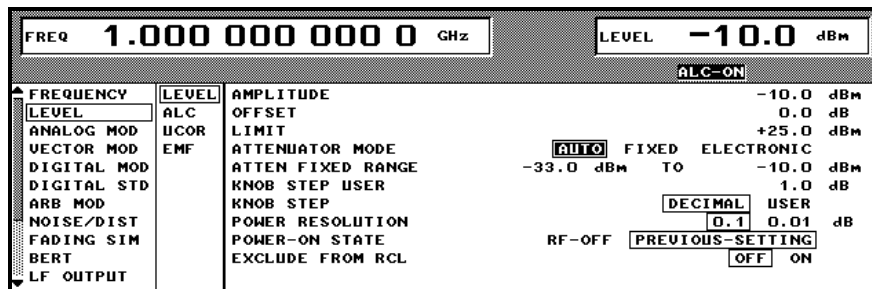 FREQ 1.000 000 000 0 GHz LEVEL -10.0 dBm
ALC-ON
FREQUENCY LEVEL AMPLITUDE -10.0 dBm
LEVEL ALC OFFSET 0.0 dB
ANALOG MOD UCOR LIMIT +25.0 dBm
VECTOR MOD EMF ATTENUATOR MODE AUTO FIXED ELECTRONIC
DIGITAL MOD ATTEN FIXED RANGE -33.0 dBm TO -10.0 dBm
DIGITAL STD KNOB STEP USER 1.0 dB
ARB MOD KNOB STEP DECIMAL USER
NOISE/DIST POWER RESOLUTION 0.1 0.01 dB
FADING SIM POWER-ON STATE RF-OFF PREVIOUS-SETTING
BERT EXCLUDE FROM RCL OFF ON
LF OUTPUT